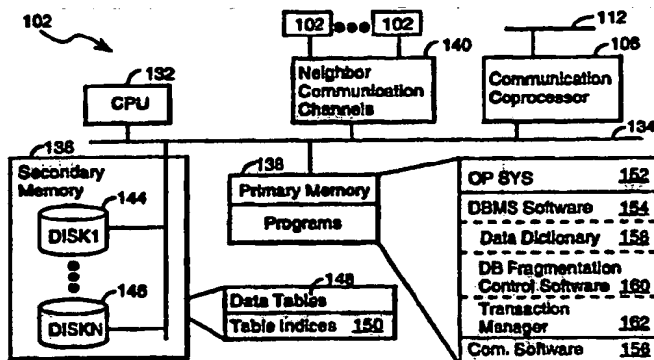 102
102 102
112
132
140
106
CPU
Neighbor
Communication
Channels
Communication
Coprocessor
134
136
Secondary
Memory
144
DISK1
146
DISKN
138
Primary Memory
Programs
148
Data Tables
Table Indices 150
OP SYS 152
DBMS Software 154
Data Dictionary 156
DB Fragmentation
Control Software 160
Transaction
Manager 162
Com. Software 158